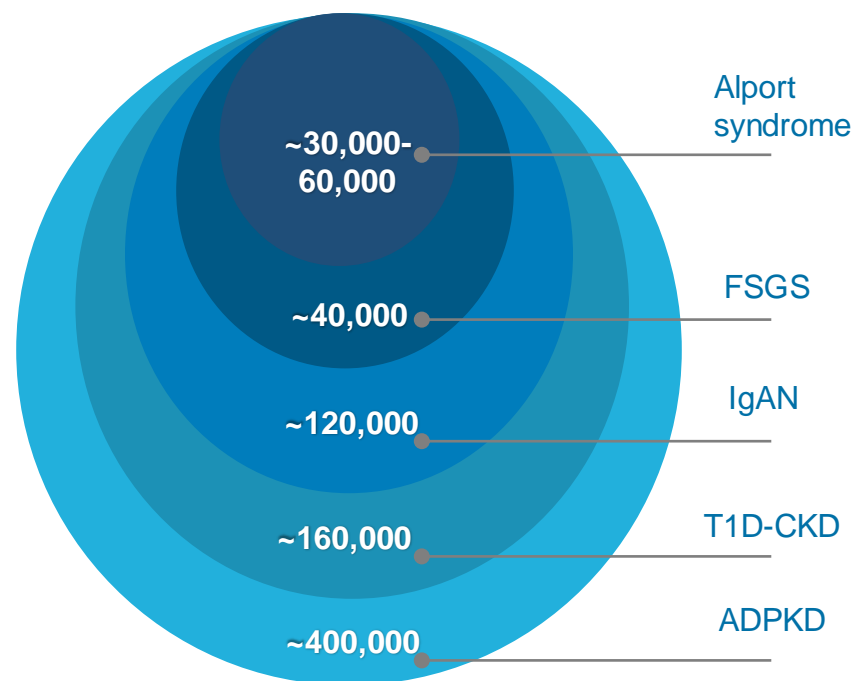 Alport
syndrome
~30,000-
60,000
FSGS
~40,000
IgAN
~120,000
T1D-CKD
~160,000
ADPKD
~400,000